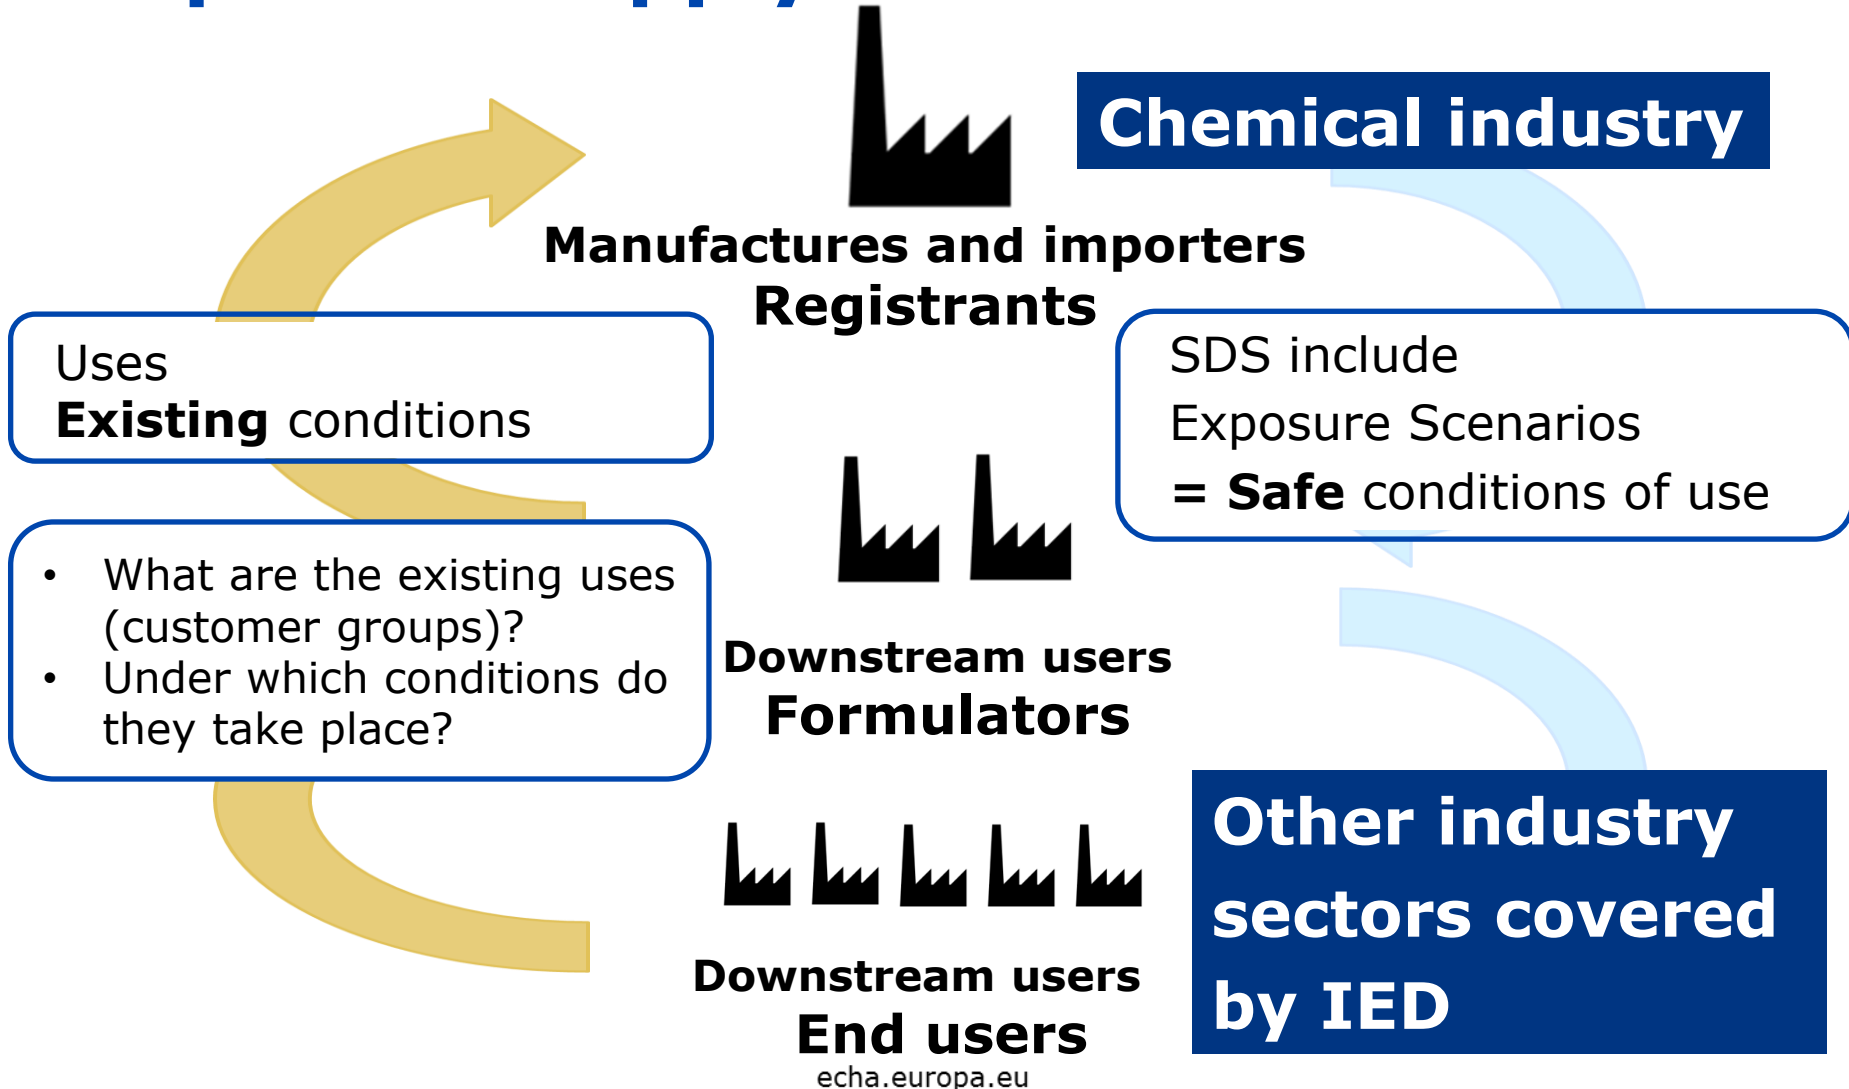 Chemical industry
Manufactures and importers
Registrants
Uses
Existing conditions
SDS include
Exposure Scenarios
= Safe conditions of use
• What are the existing uses
(customer groups)?
• Under which conditions do
they take place?
Downstream users
Formulators
Other industry
sectors covered
by IED
Downstream users
End users
echa.europa.eu